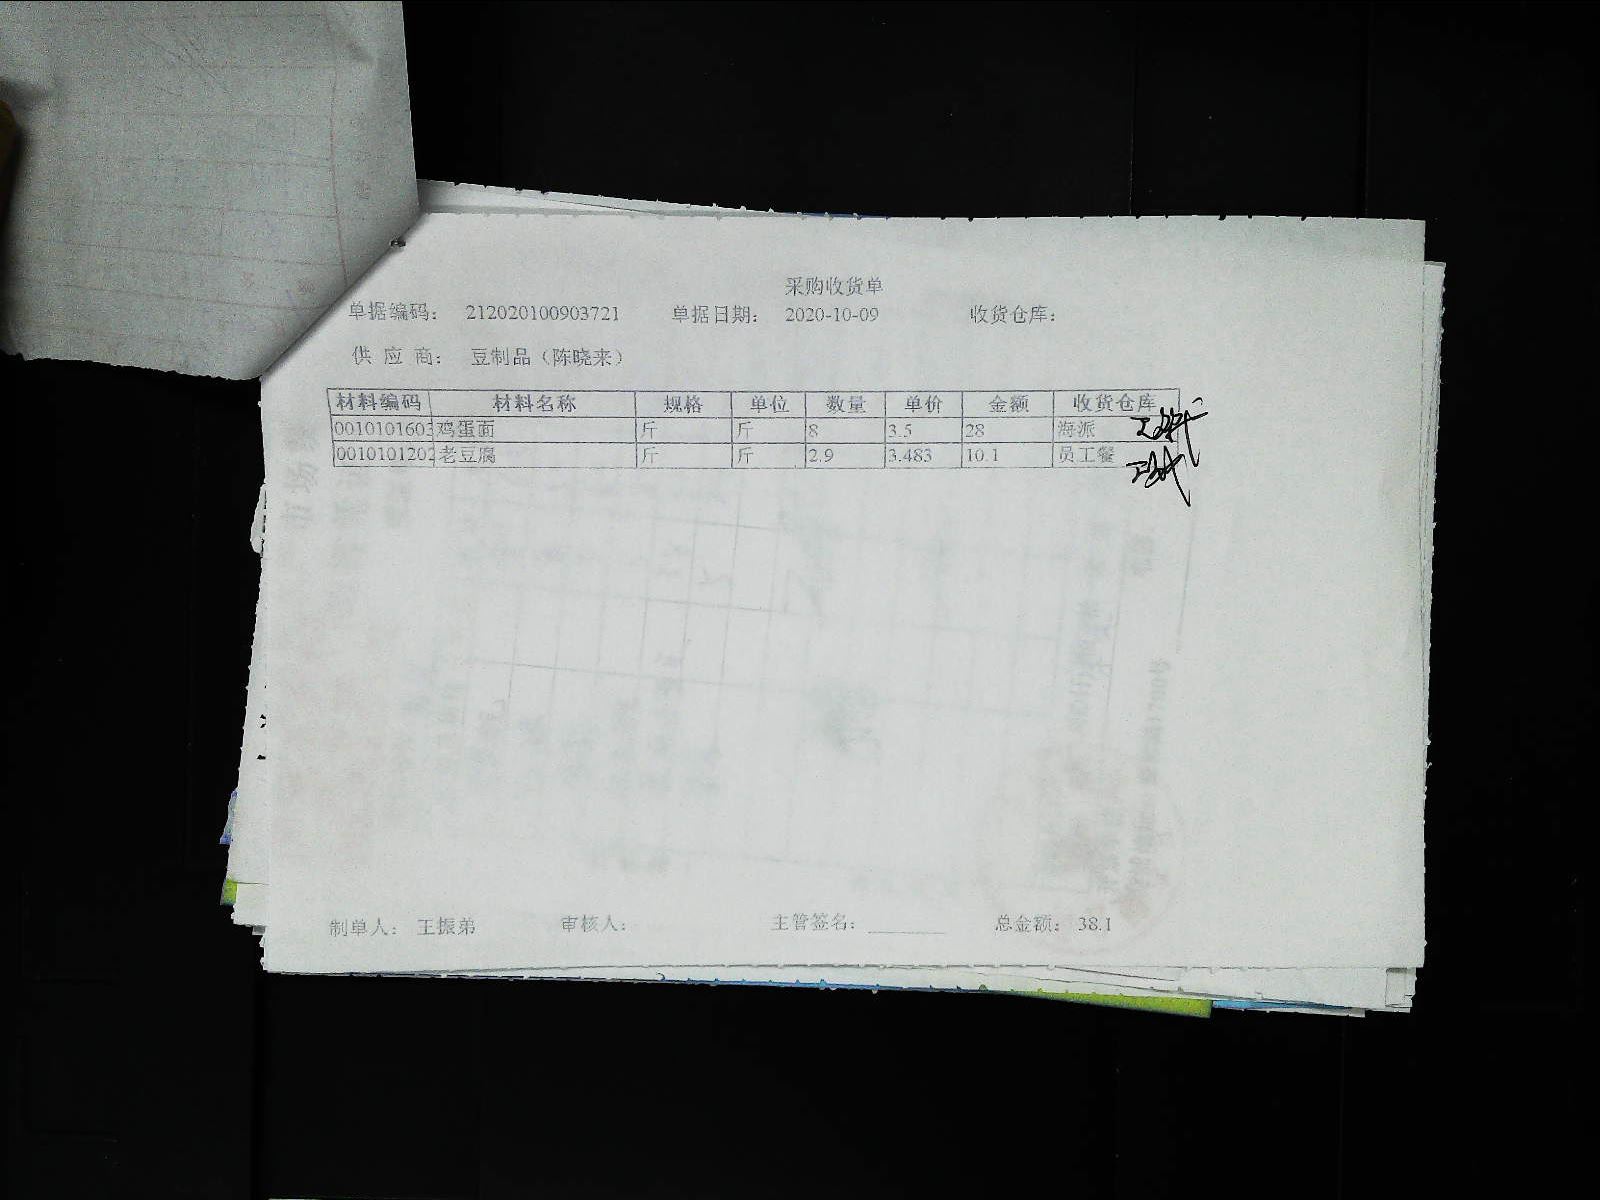 采购收货单
单据编码： 212020100903721 单据日期： 2020-10-09 收货仓库：
供 应 商： 豆制品（陈晓来）
材料编码 材料名称 规格 单位 数量 单价 金额 收货仓库
0010101603 鸡蛋面 斤 斤 8 3.5 28 海派
0010101202 老豆腐 斤 斤 2.9 3.483 10.1 员工餐
制单人： 王振弟 审核人： 主管签名： 总金额： 38.1